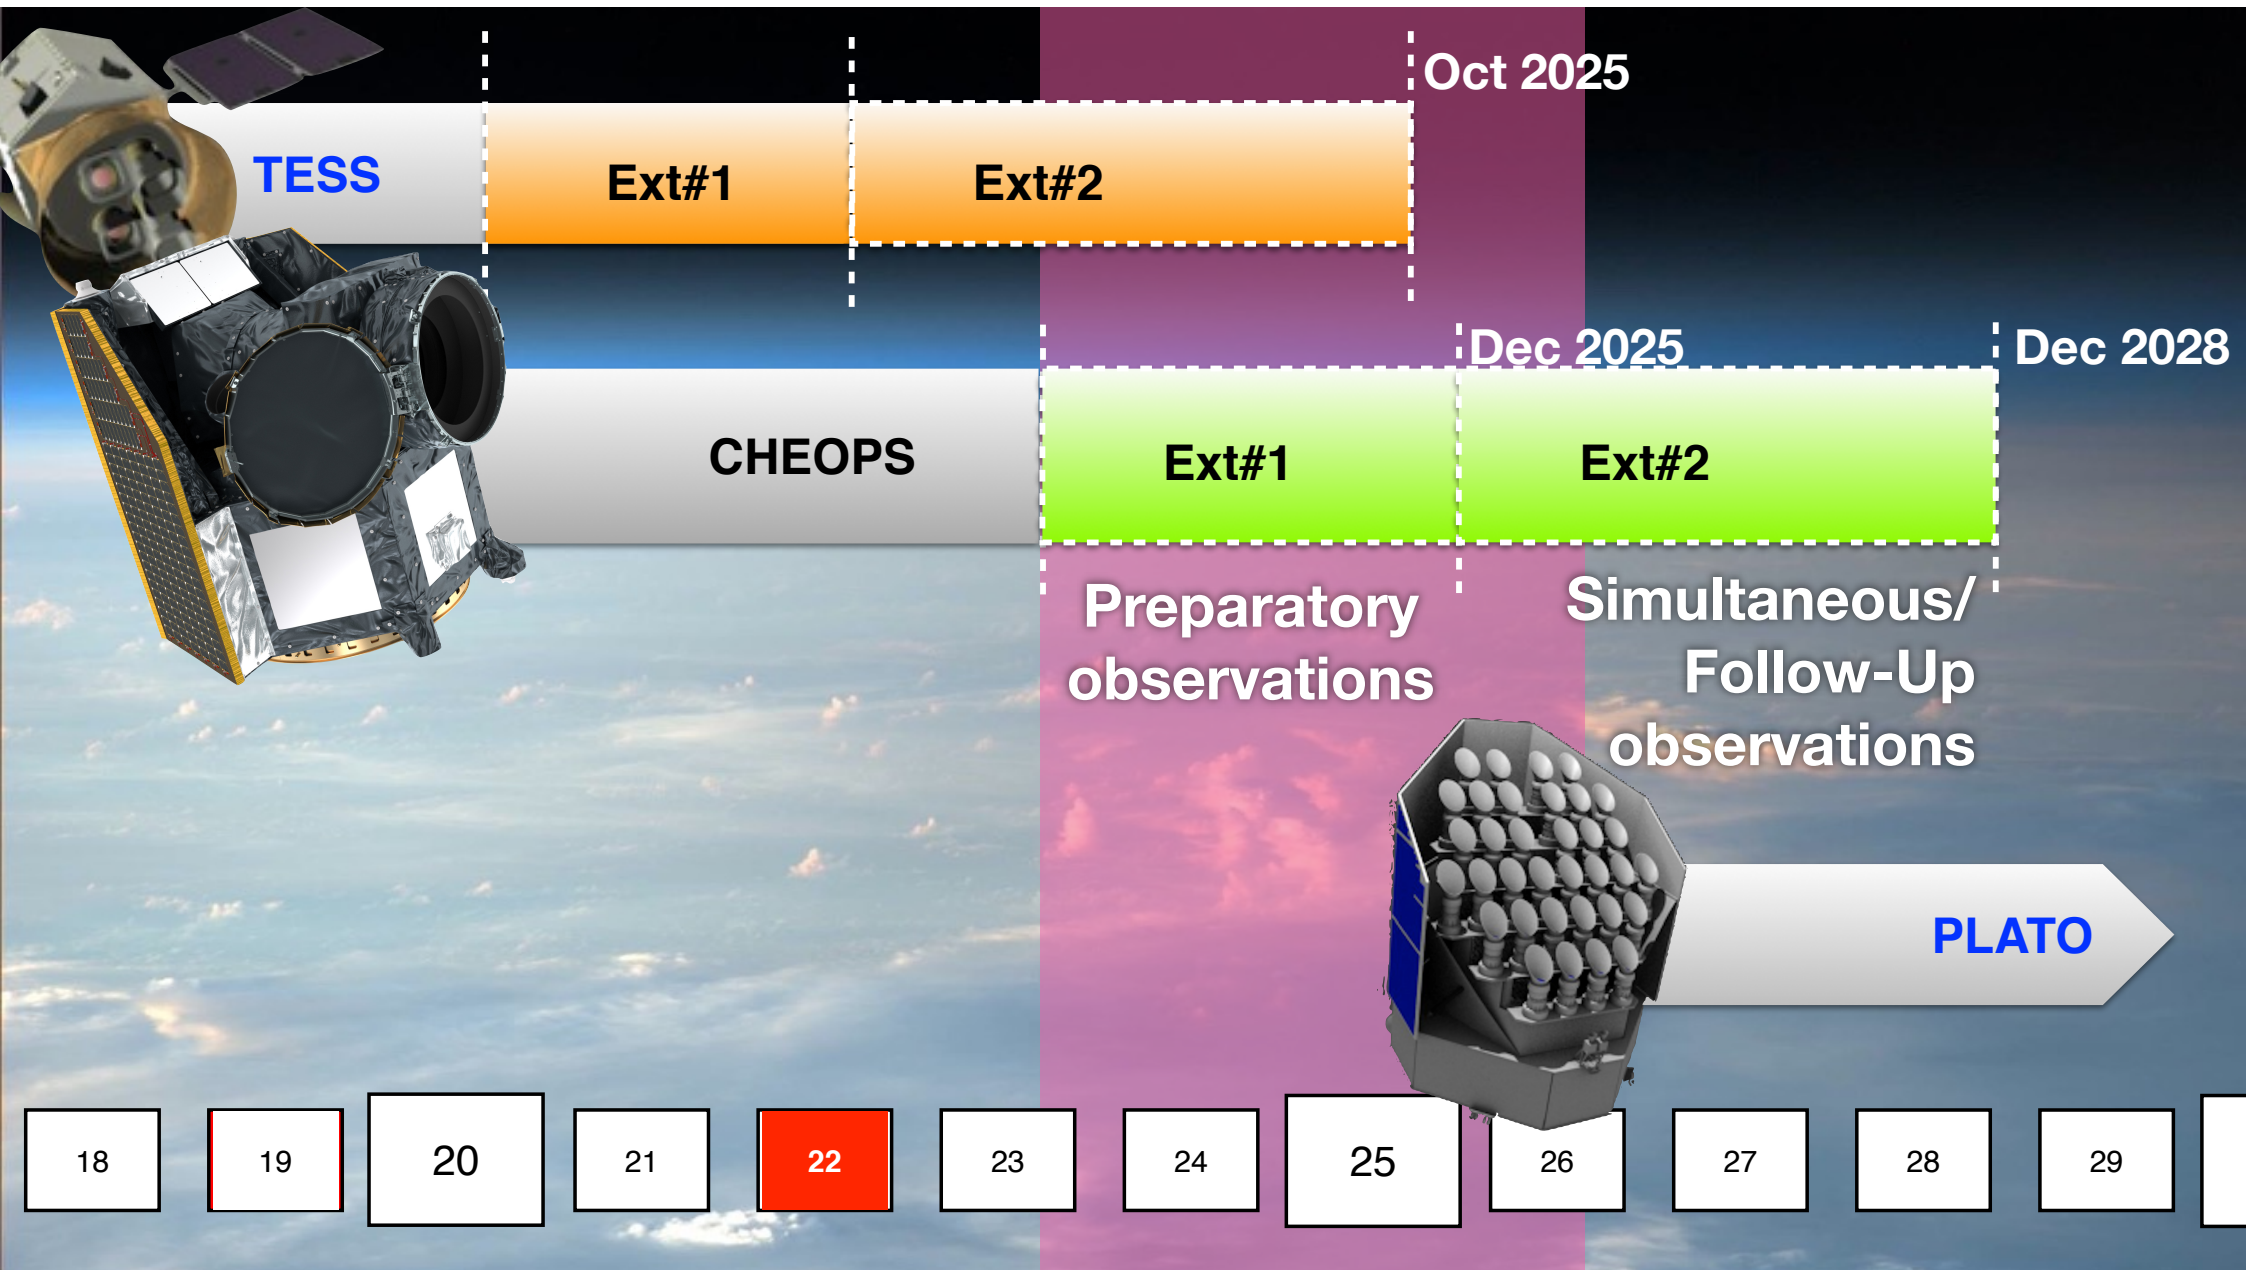 Oct 2025
TESS
Ext#1
Ext#2
Dec 2025
Dec 2028
CHEOPS
Ext#1
Ext#2
Preparatory
observations
Simultaneous/
Follow-Up
observations
PLATO
18
19
20
21
22
23
24
25
26
27
28
29